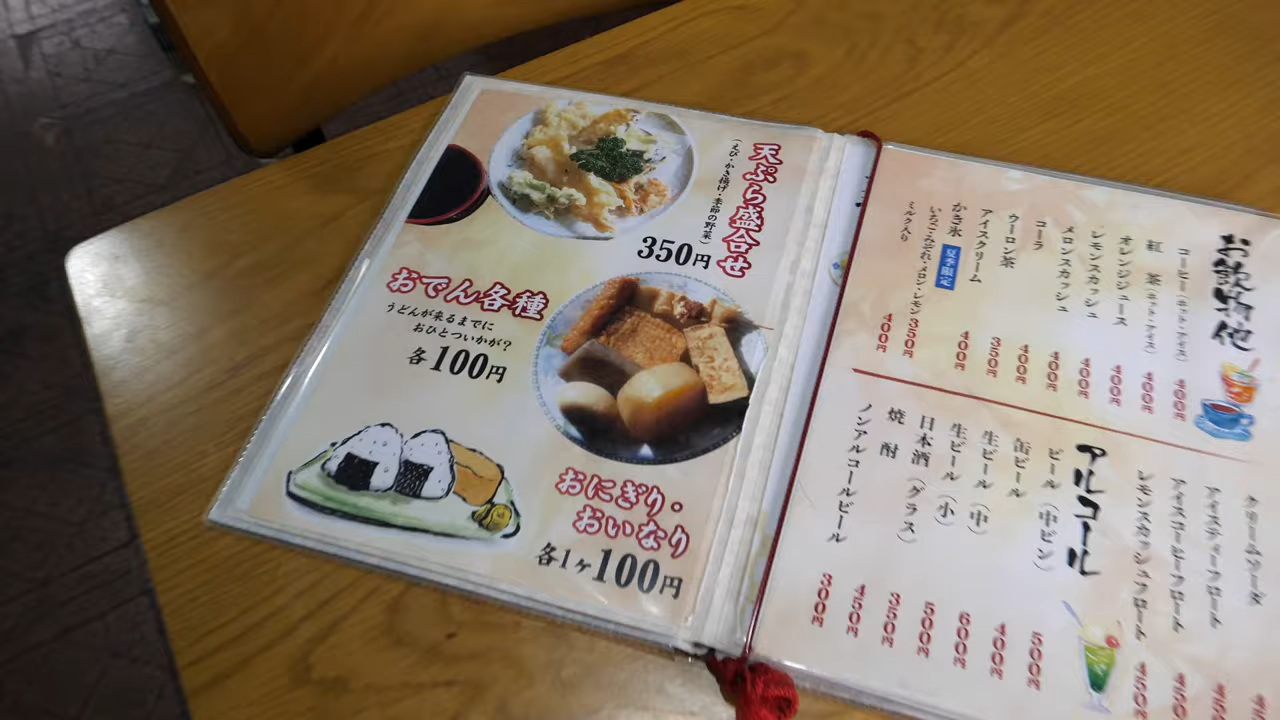 天ぷら盛合せ
(えび・かき揚げ・季節の野菜)
350円
おでん各種
うどんが来るまでに
おひとついかが?
各100円
おにぎり・
おいなり
各1ヶ100円
お飲物他
コーヒー(ホット・アイス) 400円
紅 茶(ホット・アイス) 400円
オレンジジュース 400円
レモンスカッシュ 400円
メロンスカッシュ 400円
コーラ 400円
ウーロン茶 350円
アイスクリーム 400円
かき氷 夏季限定
いちご・みぞれ・メロン・レモン 350円
ミルク入り 400円
クリームソーダ
アイスティーフロート
アイスコーヒーフロート 450
レモンスカッシュフロート 450円
アルコール
ビール(中ビン) 500円
缶ビール 400円
生ビール(中) 600円
生ビール(小) 500円
日本酒(グラス) 350円
焼 酎 450円
ノンアルコールビール 300円